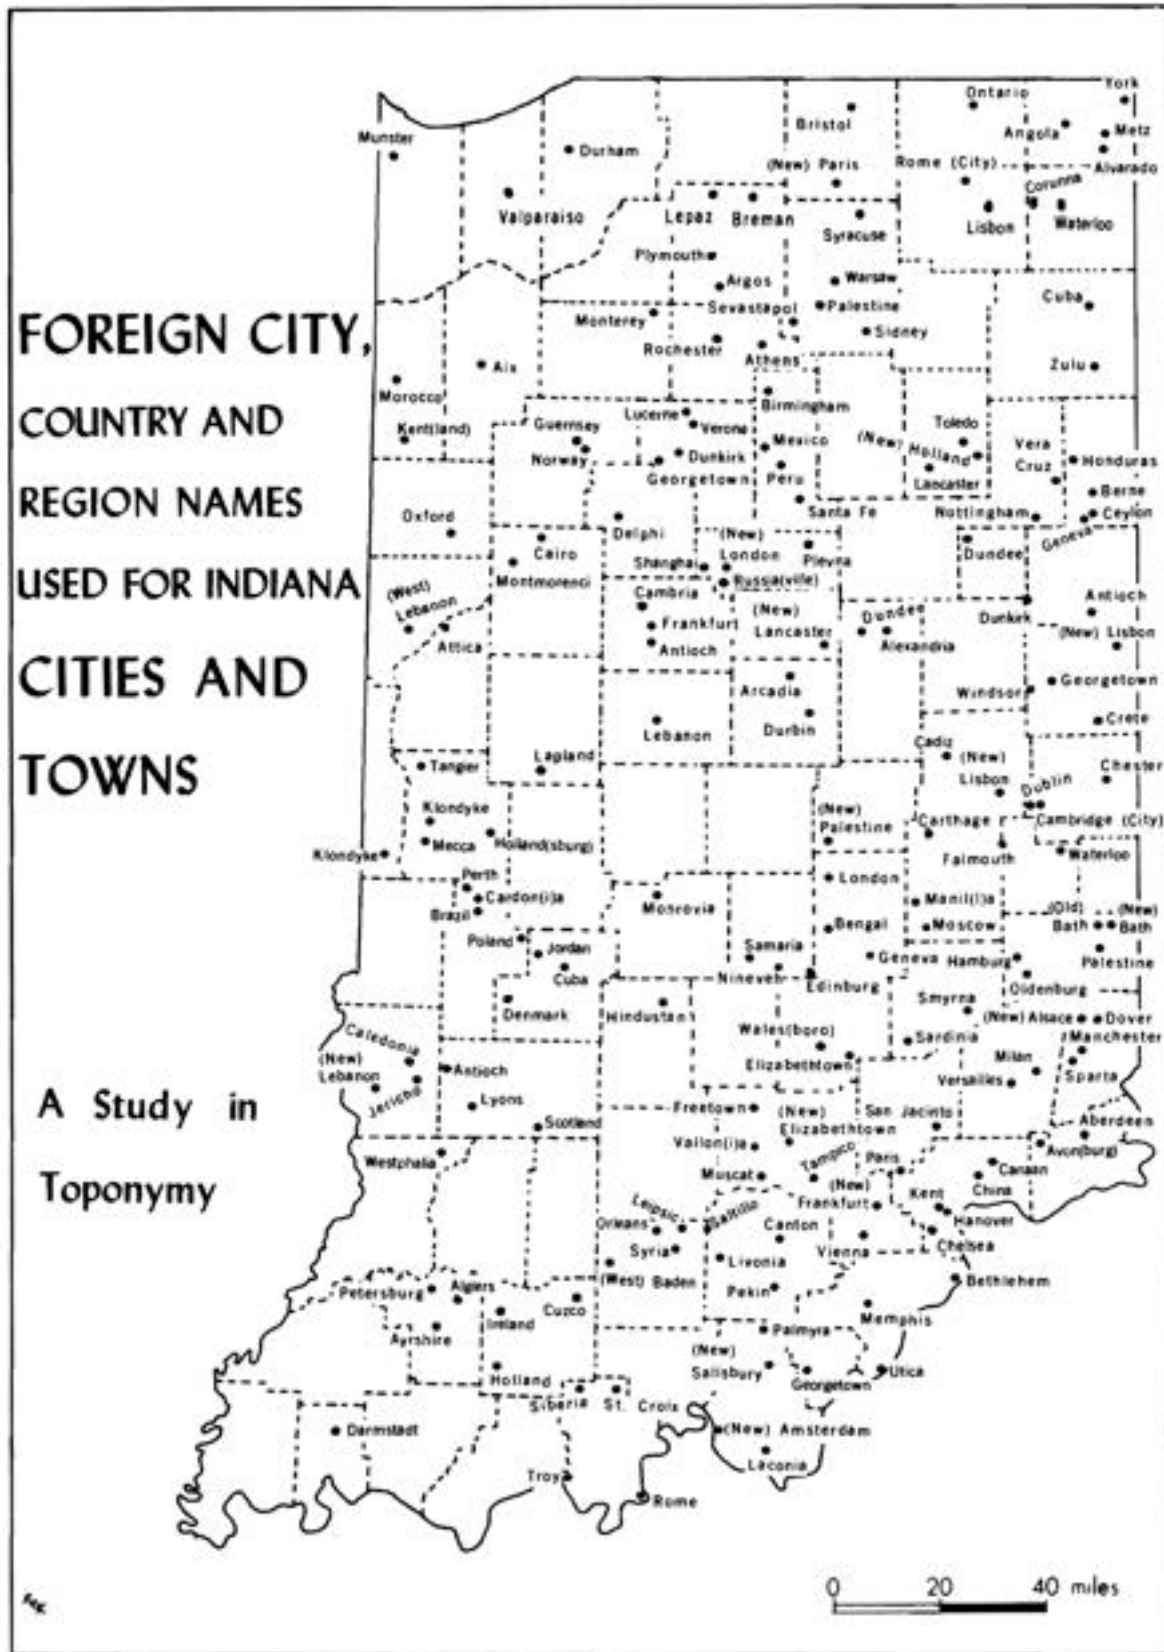 FOREIGN CITY,
COUNTRY AND
REGION NAMES
USED FOR INDIANA
CITIES AND
TOWNS
A Study in
Toponymy
York
Ontario
Bristol
Angola
Metz
Munster
Durham
(New) Paris
Rome (City)
Alvarado
Corunna
Valparaiso
Lepaz
Breman
Syracuse
Lisbon
Waterloo
Plymouth
Argos
Warsaw
Cuba
Monterey
Sevastapol
Palestine
Sidney
Rochester
Athens
Aix
Zulu
Morocco
Birmingham
Kent(land)
Guernsey
Lucerne
Verona
Mexico
(New) Holland
Toledo
Vera
Cruz
Honduras
Norway
Dunkirk
Georgetown
Peru
Lancaster
Berne
Santa Fe
Nottingham
Ceylon
Geneva
Oxford
Delphi
(New)
London
Plevna
Dundee
Cairo
Shanghai
Montmorenci
Russia(ville)
Cambria
(West)
Lebanon
Frankfurt
(New)
Lancaster
Dundee
Dunkirk
Antioch
(New) Lisbon
Attica
Antioch
Alexandria
Arcadia
Windsor
Georgetown
Lebanon
Durbin
Crete
Cadiz
Tangier
Lapland
(New)
Lisbon
Dublin
Chester
Klondyke
(New)
Palestine
Carthage
Cambridge (City)
Mecca
Holland(sburg)
Falmouth
Waterloo
Klondyke
Perth
London
Cardon(i)a
Monrovia
Manil(l)a
Brazil
(Old)
Bath
(New)
Bath
Bengal
Moscow
Poland
Jordan
Samaria
Geneva
Hamburg
Palestine
Cuba
Nineveh
Edinburg
Oldenburg
Denmark
Hindustan
Smyrna
(New) Alsace
Dover
Wales(boro)
Sardinia
Manchester
Caledonia
(New)
Lebanon
Antioch
Elizabethtown
Milan
Sparta
Jericho
Lyons
Versailles
Freetown
(New)
Elizabethtown
San Jacinto
Scotland
Aberdeen
Vallon(i)a
Avon(burg)
Westphalia
Tampico
Paris
Canaan
Muscat
(New)
Frankfurt
China
Kent
Hanover
Leipsic
Saltillo
Orleans
Canton
Chelsea
Syria
Vienna
Livonia
(West) Baden
Bethlehem
Petersburg
Algiers
Pekin
Cuzco
Ireland
Memphis
Ayrshire
Palmyra
(New)
Salisbury
Holland
Georgetown
Utica
Siberia
St. Croix
Darmstadt
(New) Amsterdam
Laconia
Troy
Rome
0 20 40 miles